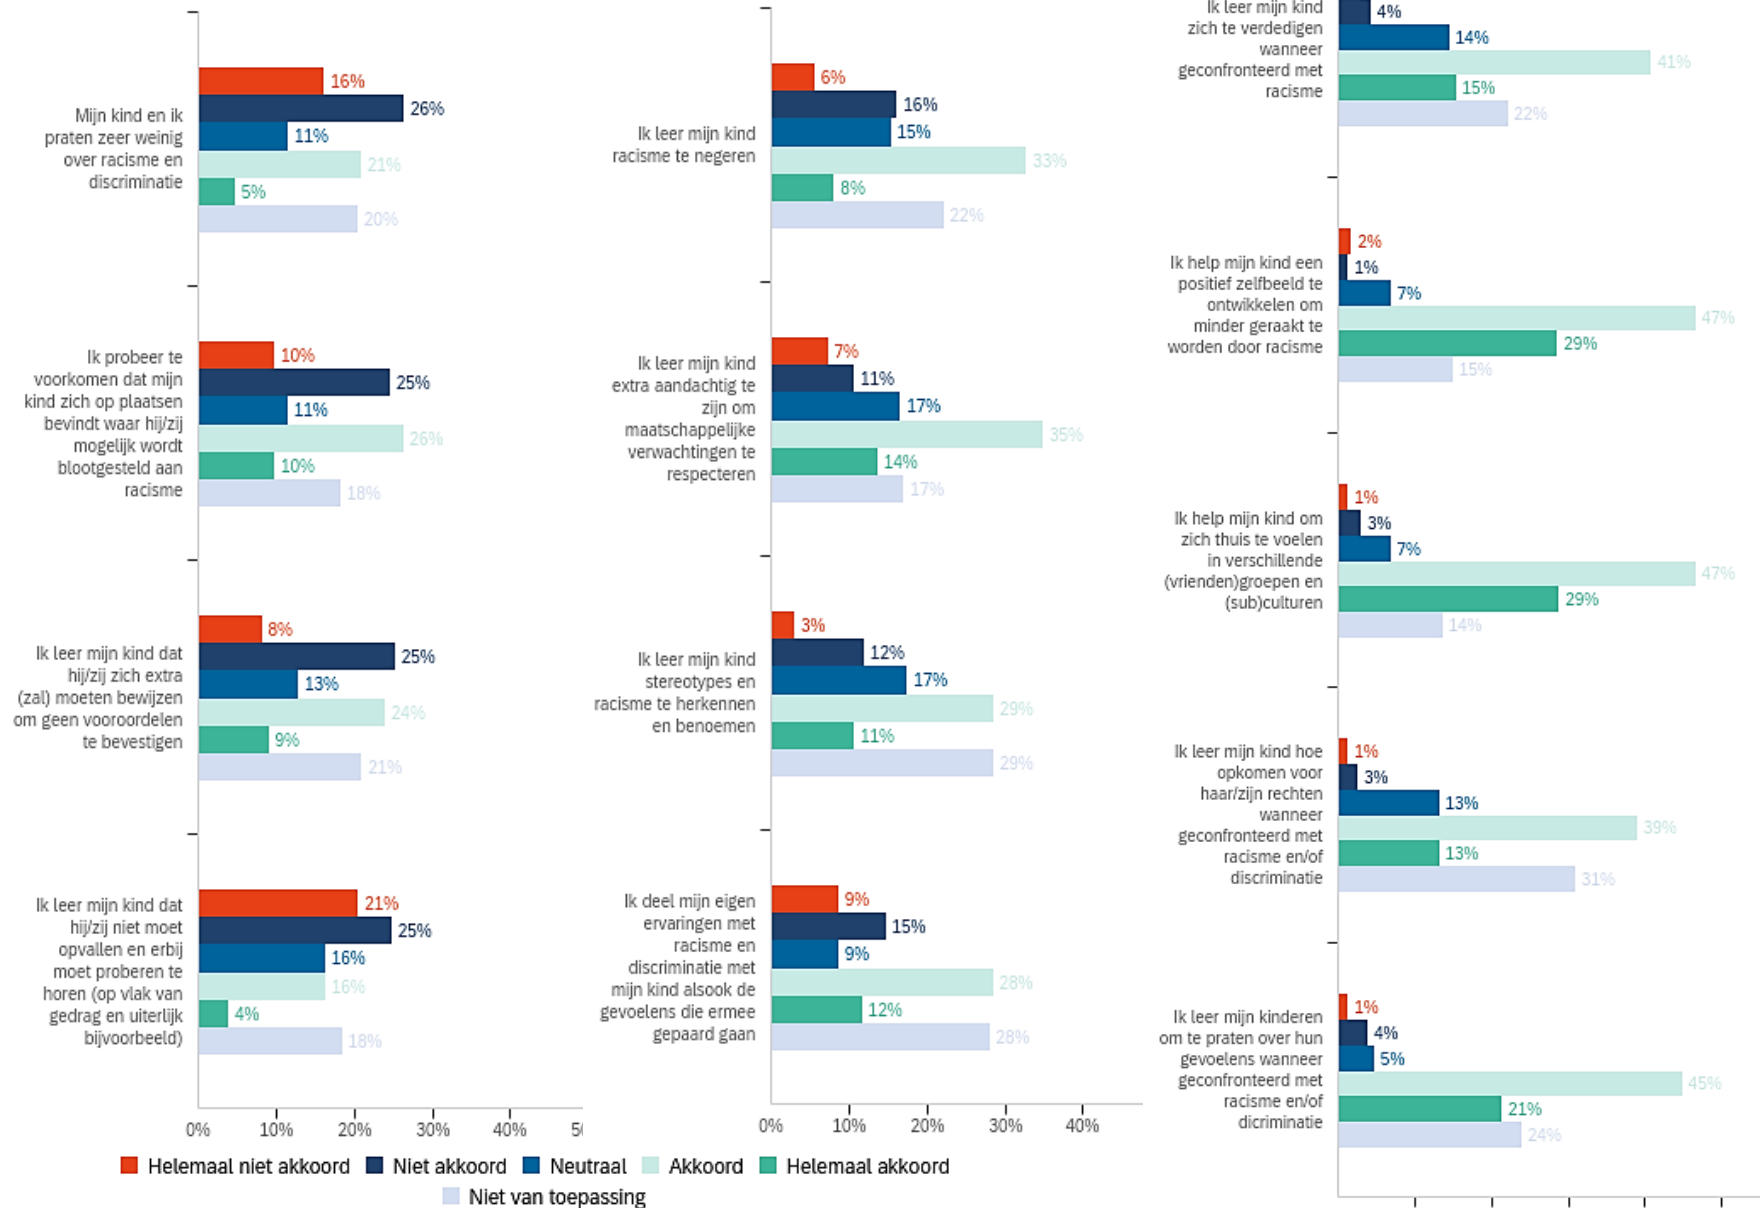 Mijn kind en ik
praten zeer weinig
over racisme en
discriminatie
16%
26%
11%
21%
5%
20%
Ik probeer te
voorkomen dat mijn
kind zich op plaatsen
bevindt waar hij/zij
mogelijk wordt
blootgesteld aan
racisme
10%
25%
11%
26%
10%
18%
Ik leer mijn kind dat
hij/zij zich extra
(zal) moeten bewijzen
om geen vooroordelen
te bevestigen
8%
25%
13%
24%
9%
21%
Ik leer mijn kind dat
hij/zij niet moet
opvallen en erbij
moet proberen te
horen (op vlak van
gedrag en uiterlijk
bijvoorbeeld)
21%
25%
16%
16%
4%
18%
0% 10% 20% 30% 40%
Ik leer mijn kind
racisme te negeren
6%
16%
15%
33%
8%
22%
Ik leer mijn kind
extra aandachtig te
zijn om
maatschappelijke
verwachtingen te
respecteren
7%
11%
17%
35%
14%
17%
Ik leer mijn kind
stereotypes en
racisme te herkennen
en benoemen
3%
12%
17%
29%
11%
29%
Ik deel mijn eigen
ervaringen met
racisme en
discriminatie met
mijn kind alsook de
gevoelens die ermee
gepaard gaan
9%
15%
9%
28%
12%
28%
0% 10% 20% 30% 40%
Ik leer mijn kind
zich te verdedigen
wanneer
geconfronteerd met
racisme
4%
14%
41%
15%
22%
Ik help mijn kind een
positief zelfbeeld te
ontwikkelen om
minder geraakt te
worden door racisme
2%
1%
7%
47%
29%
15%
Ik help mijn kind om
zich thuis te voelen
in verschillende
(vrienden)groepen en
(sub)culturen
1%
3%
7%
47%
29%
14%
Ik leer mijn kind hoe
opkomen voor
haar/zijn rechten
wanneer
geconfronteerd met
racisme en/of
discriminatie
1%
3%
13%
39%
13%
31%
Ik leer mijn kinderen
om te praten over hun
gevoelens wanneer
geconfronteerd met
racisme en/of
dicriminatie
1%
4%
5%
45%
21%
24%
Helemaal niet akkoord Niet akkoord Neutraal Akkoord Helemaal akkoord
Niet van toepassing